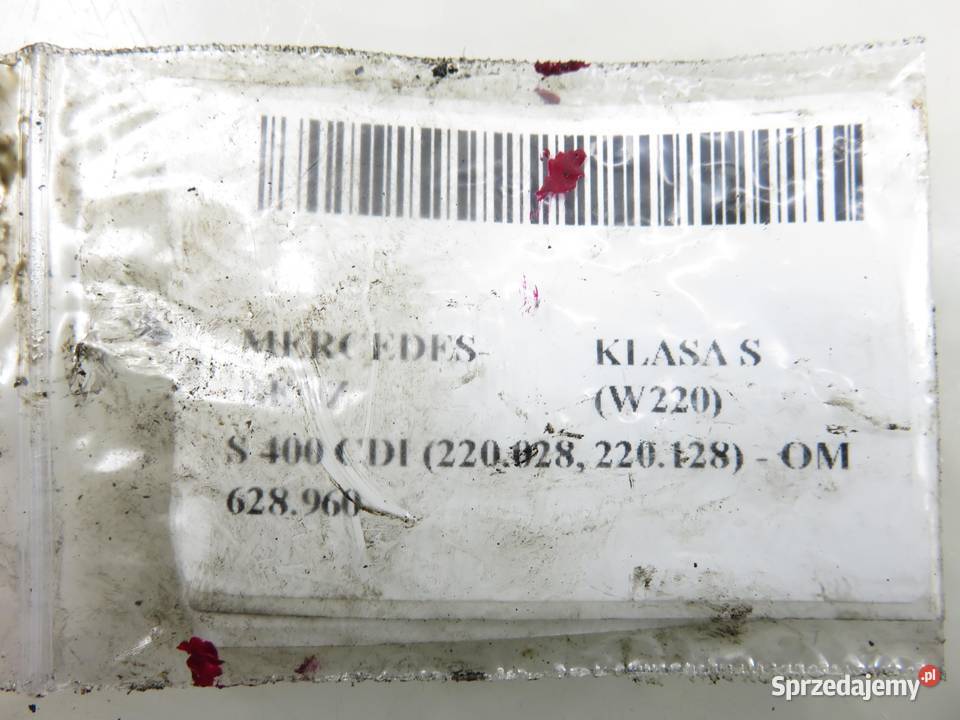 MERCEDES- KLASA S
(W220)
S 400 CDI (220.028, 220.128) - OM
628.960
Sprzedajemy.pl